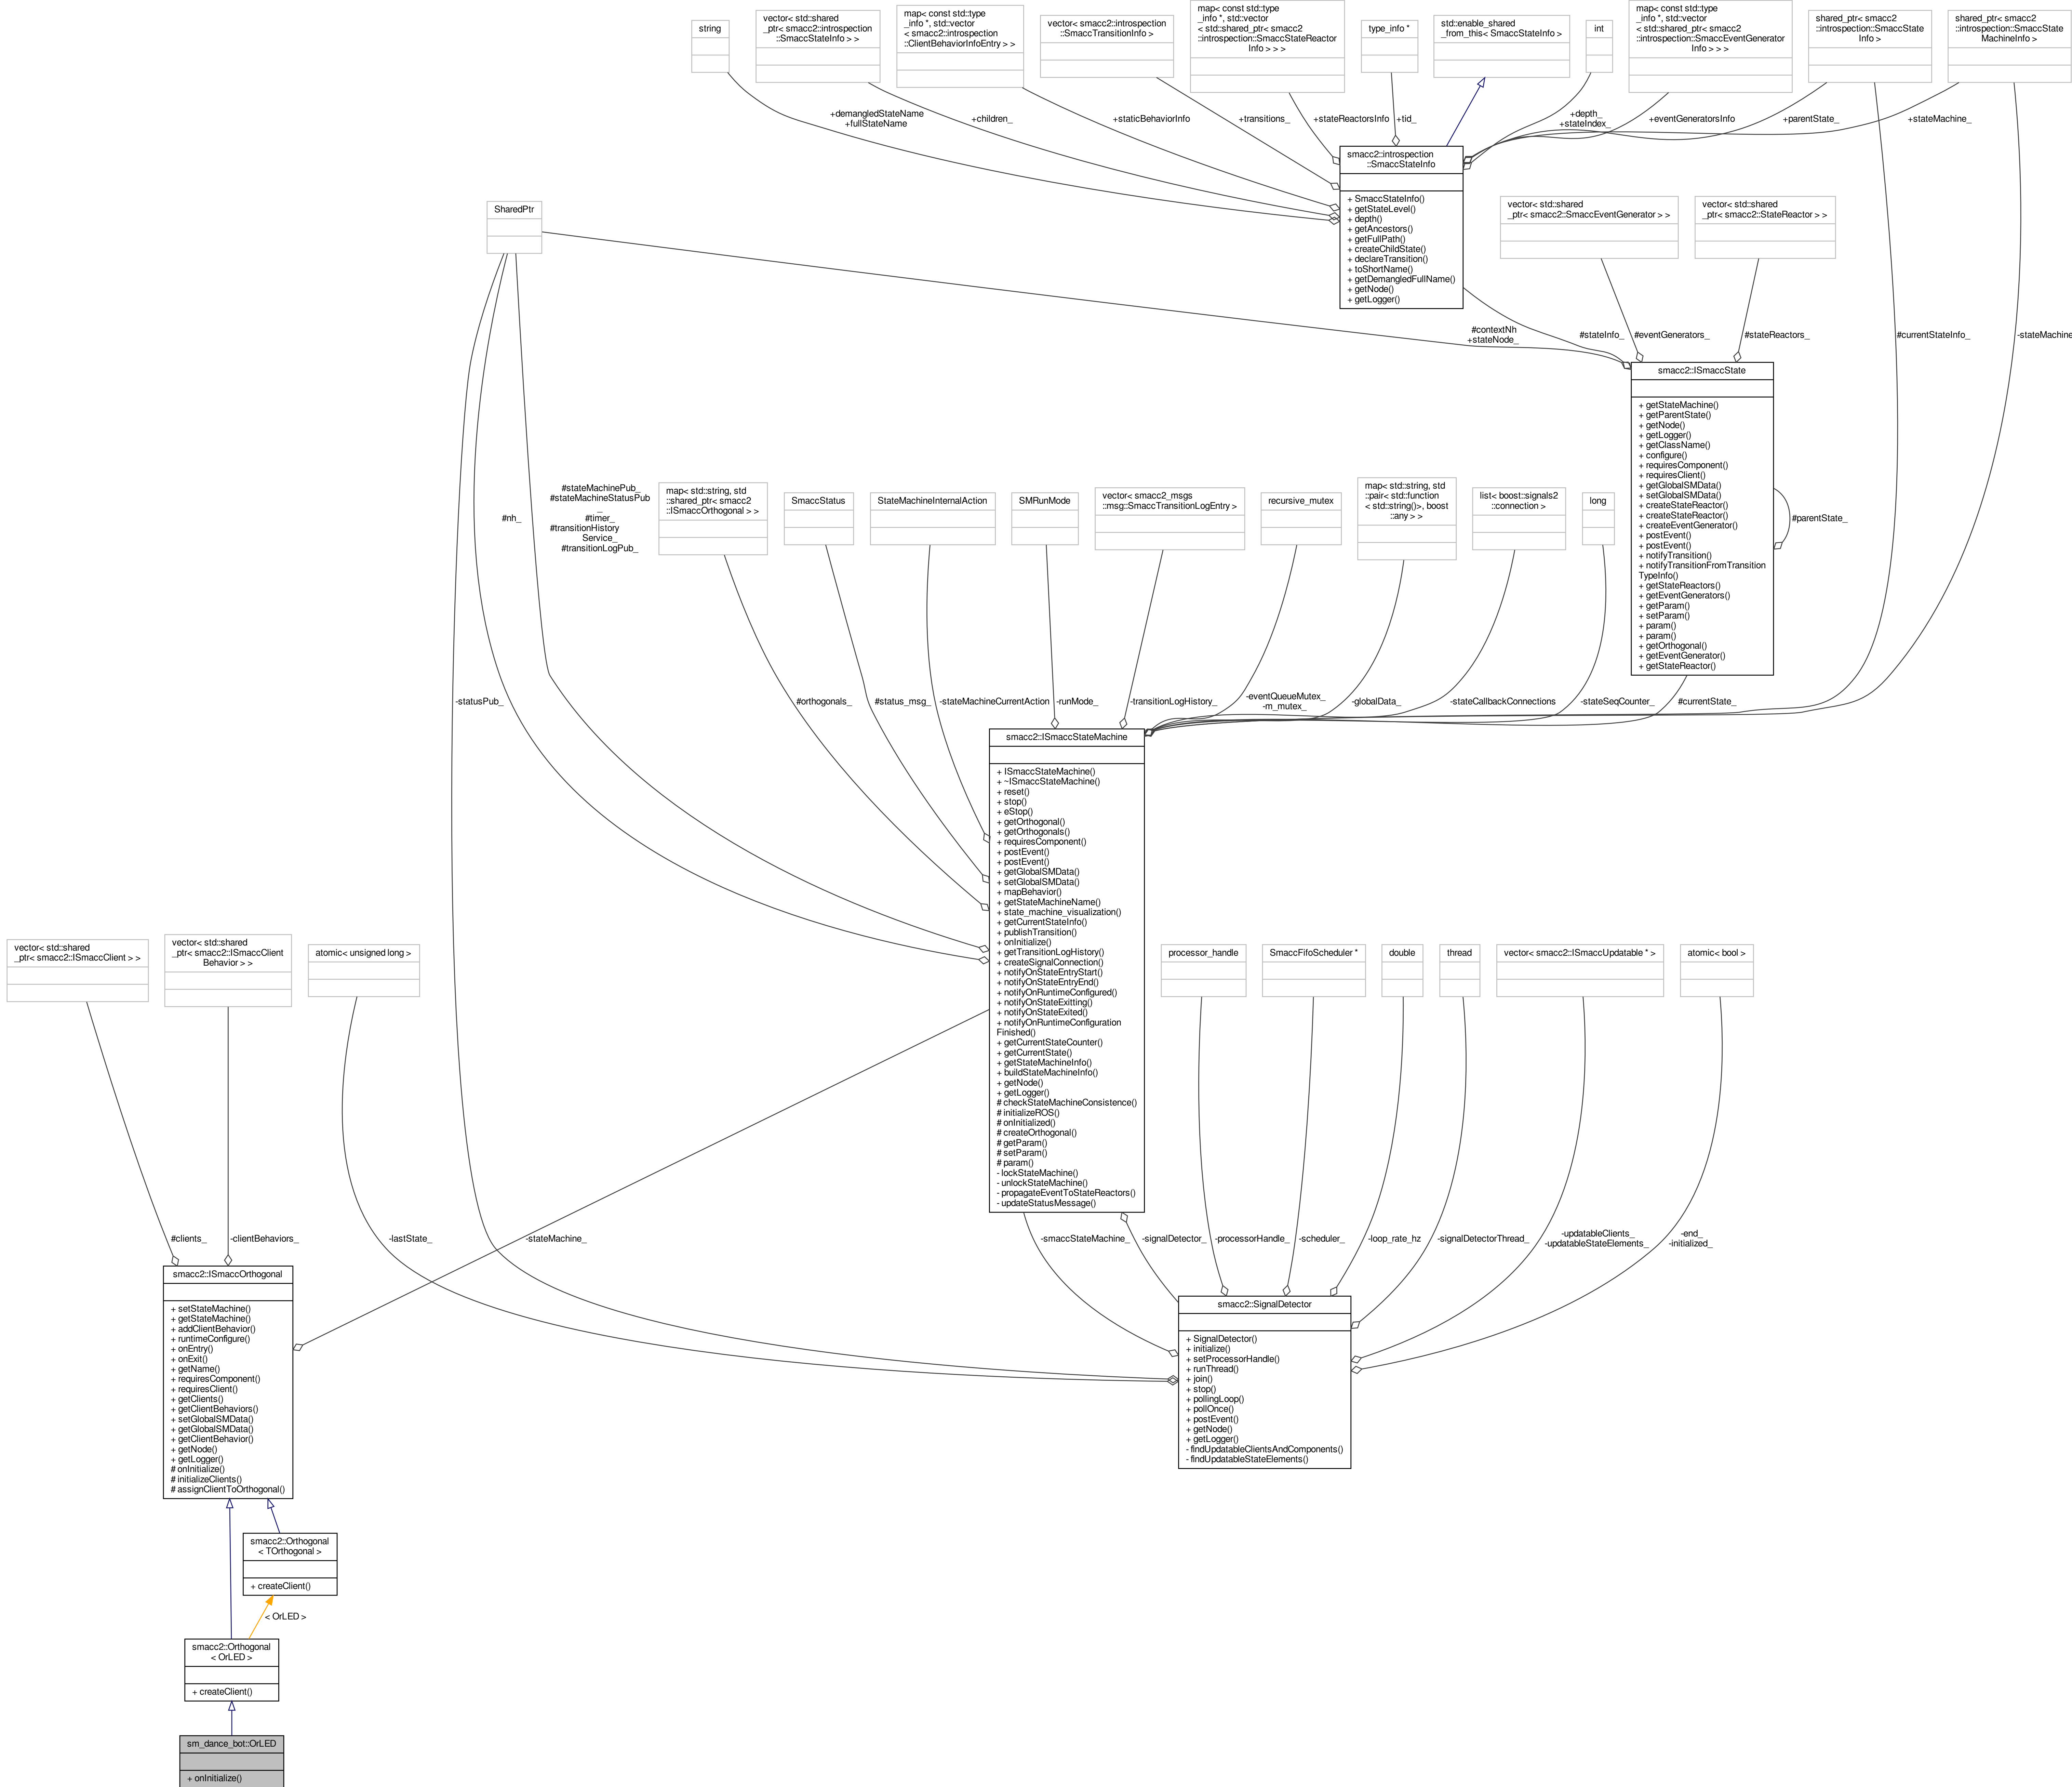 string
vector< std::shared
_ptr< smacc2::introspection
::SmaccStateInfo > >
map< const std::type
_info *, std::vector
< smacc2::introspection
::ClientBehaviorInfoEntry > >
vector< smacc2::introspection
::SmaccTransitionInfo >
map< const std::type
_info *, std::vector
< std::shared_ptr< smacc2
::introspection::SmaccStateReactor
Info > > >
type_info *
std::enable_shared
_from_this< SmaccStateInfo >
int
map< const std::type
_info *, std::vector
< std::shared_ptr< smacc2
::introspection::SmaccEventGenerator
Info > > >
shared_ptr< smacc2
::introspection::SmaccState
Info >
shared_ptr< smacc2
::introspection::SmaccState
MachineInfo >
+demangledStateName
+fullStateName
+children_
+staticBehaviorInfo
+transitions_
+stateReactorsInfo
+tid_
+depth_
+stateIndex_
+eventGeneratorsInfo
+parentState_
+stateMachine_
smacc2::introspection
::SmaccStateInfo
+ SmaccStateInfo()
+ getStateLevel()
+ depth()
+ getAncestors()
+ getFullPath()
+ createChildState()
+ declareTransition()
+ toShortName()
+ getDemangledFullName()
+ getNode()
+ getLogger()
SharedPtr
vector< std::shared
_ptr< smacc2::SmaccEventGenerator > >
vector< std::shared
_ptr< smacc2::StateReactor > >
#contextNh
+stateNode_
#stateInfo_
#eventGenerators_
#stateReactors_
#currentStateInfo_
-stateMachine
smacc2::ISmaccState
+ getStateMachine()
+ getParentState()
+ getNode()
+ getLogger()
+ getClassName()
+ configure()
+ requiresComponent()
+ requiresClient()
+ getGlobalSMData()
+ setGlobalSMData()
+ createStateReactor()
+ createStateReactor()
+ createEventGenerator()
+ postEvent()
+ postEvent()
+ notifyTransition()
+ notifyTransitionFromTransition
TypeInfo()
+ getStateReactors()
+ getEventGenerators()
+ getParam()
+ setParam()
+ param()
+ param()
+ getOrthogonal()
+ getEventGenerator()
+ getStateReactor()
#parentState_
#nh_
#stateMachinePub_
#stateMachineStatusPub
_
#timer_
#transitionHistory
Service_
#transitionLogPub_
map< std::string, std
::shared_ptr< smacc2
::ISmaccOrthogonal > >
SmaccStatus
StateMachineInternalAction
SMRunMode
vector< smacc2_msgs
::msg::SmaccTransitionLogEntry >
recursive_mutex
map< std::string, std
::pair< std::function
< std::string()>, boost
::any > >
list< boost::signals2
::connection >
long
-statusPub_
#orthogonals_
#status_msg_
-stateMachineCurrentAction
-runMode_
-transitionLogHistory_
-eventQueueMutex_
-m_mutex_
-globalData_
-stateCallbackConnections
-stateSeqCounter_
#currentState_
smacc2::ISmaccStateMachine
+ ISmaccStateMachine()
+ ~ISmaccStateMachine()
+ reset()
+ stop()
+ eStop()
+ getOrthogonal()
+ getOrthogonals()
+ requiresComponent()
+ postEvent()
+ postEvent()
+ getGlobalSMData()
+ setGlobalSMData()
+ mapBehavior()
+ getStateMachineName()
+ state_machine_visualization()
+ getCurrentStateInfo()
+ publishTransition()
+ onInitialize()
+ getTransitionLogHistory()
+ createSignalConnection()
+ notifyOnStateEntryStart()
+ notifyOnStateEntryEnd()
+ notifyOnRuntimeConfigured()
+ notifyOnStateExitting()
+ notifyOnStateExited()
+ notifyOnRuntimeConfiguration
Finished()
+ getCurrentStateCounter()
+ getCurrentState()
+ getStateMachineInfo()
+ buildStateMachineInfo()
+ getNode()
+ getLogger()
# checkStateMachineConsistence()
# initializeROS()
# onInitialized()
# createOrthogonal()
# getParam()
# setParam()
# param()
- lockStateMachine()
- unlockStateMachine()
- propagateEventToStateReactors()
- updateStatusMessage()
vector< std::shared
_ptr< smacc2::ISmaccClient > >
vector< std::shared
_ptr< smacc2::ISmaccClient
Behavior > >
atomic< unsigned long >
processor_handle
SmaccFifoScheduler *
double
thread
vector< smacc2::ISmaccUpdatable * >
atomic< bool >
#clients_
-clientBehaviors_
-lastState_
-stateMachine_
-smaccStateMachine_
-signalDetector_
-processorHandle_
-scheduler_
-loop_rate_hz
-signalDetectorThread_
-updatableClients_
-updatableStateElements_
-end_
-initialized_
smacc2::ISmaccOrthogonal
+ setStateMachine()
+ getStateMachine()
+ addClientBehavior()
+ runtimeConfigure()
+ onEntry()
+ onExit()
+ getName()
+ requiresComponent()
+ requiresClient()
+ getClients()
+ getClientBehaviors()
+ setGlobalSMData()
+ getGlobalSMData()
+ getClientBehavior()
+ getNode()
+ getLogger()
# onInitialize()
# initializeClients()
# assignClientToOrthogonal()
smacc2::SignalDetector
+ SignalDetector()
+ initialize()
+ setProcessorHandle()
+ runThread()
+ join()
+ stop()
+ pollingLoop()
+ pollOnce()
+ postEvent()
+ getNode()
+ getLogger()
- findUpdatableClientsAndComponents()
- findUpdatableStateElements()
smacc2::Orthogonal
< TOrthogonal >
+ createClient()
< OrLED >
smacc2::Orthogonal
< OrLED >
+ createClient()
sm_dance_bot::OrLED
+ onInitialize()